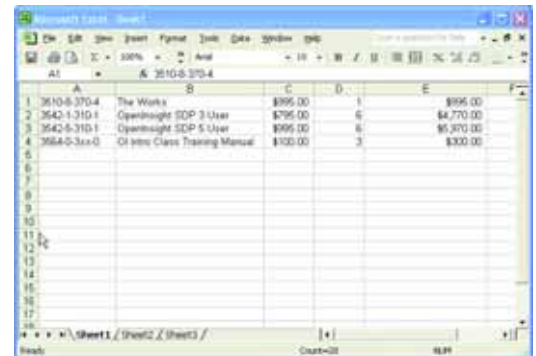 Microsoft Excel - Sheet1
File Edit View Insert Format Tools Data Window Help
100% Arial 10 B I U
A1 fx 3510-8-370-4
A B C D E F
1 3510-8-370-4 The Works $995.00 1 $995.00
2 3542-1-310-1 OpenInsight SDP 3 User $795.00 6 $4,770.00
3 3542-5-310-1 OpenInsight SDP 5 User $995.00 6 $5,970.00
4 3564-0-3xx-0 OI Intro Class Training Manual $100.00 3 $300.00
5
6
7
8
9
10
11
12
13
14
15
16
17
Sheet1 / Sheet2 / Sheet3 /
Ready Count=20 NUM